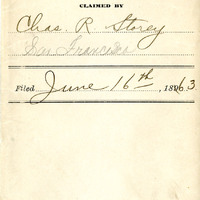 CLAIMED BY
Chas. R Storey
San Francisco
Filed June 16th, 1863